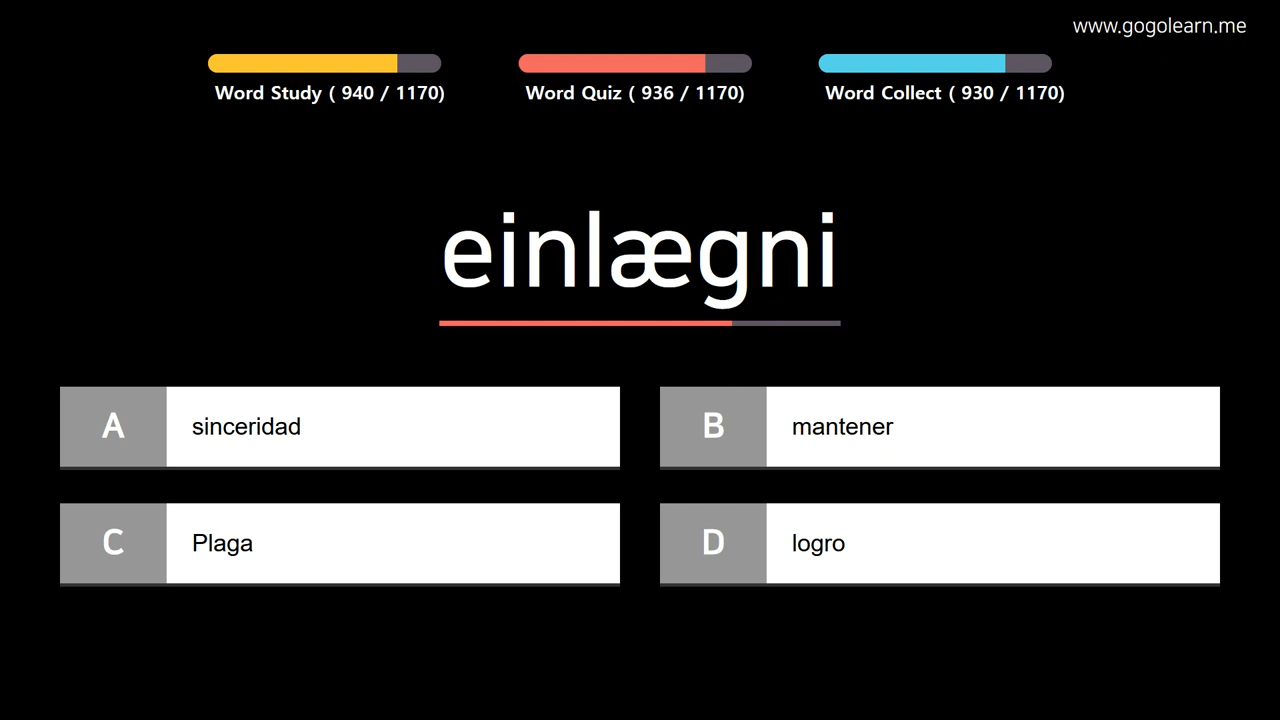 www.gogolearn.me
Word Study ( 940 / 1170)
Word Quiz ( 936 / 1170)
Word Collect ( 930 / 1170)
einlægni
A
sinceridad
B
mantener
C
Plaga
D
logro